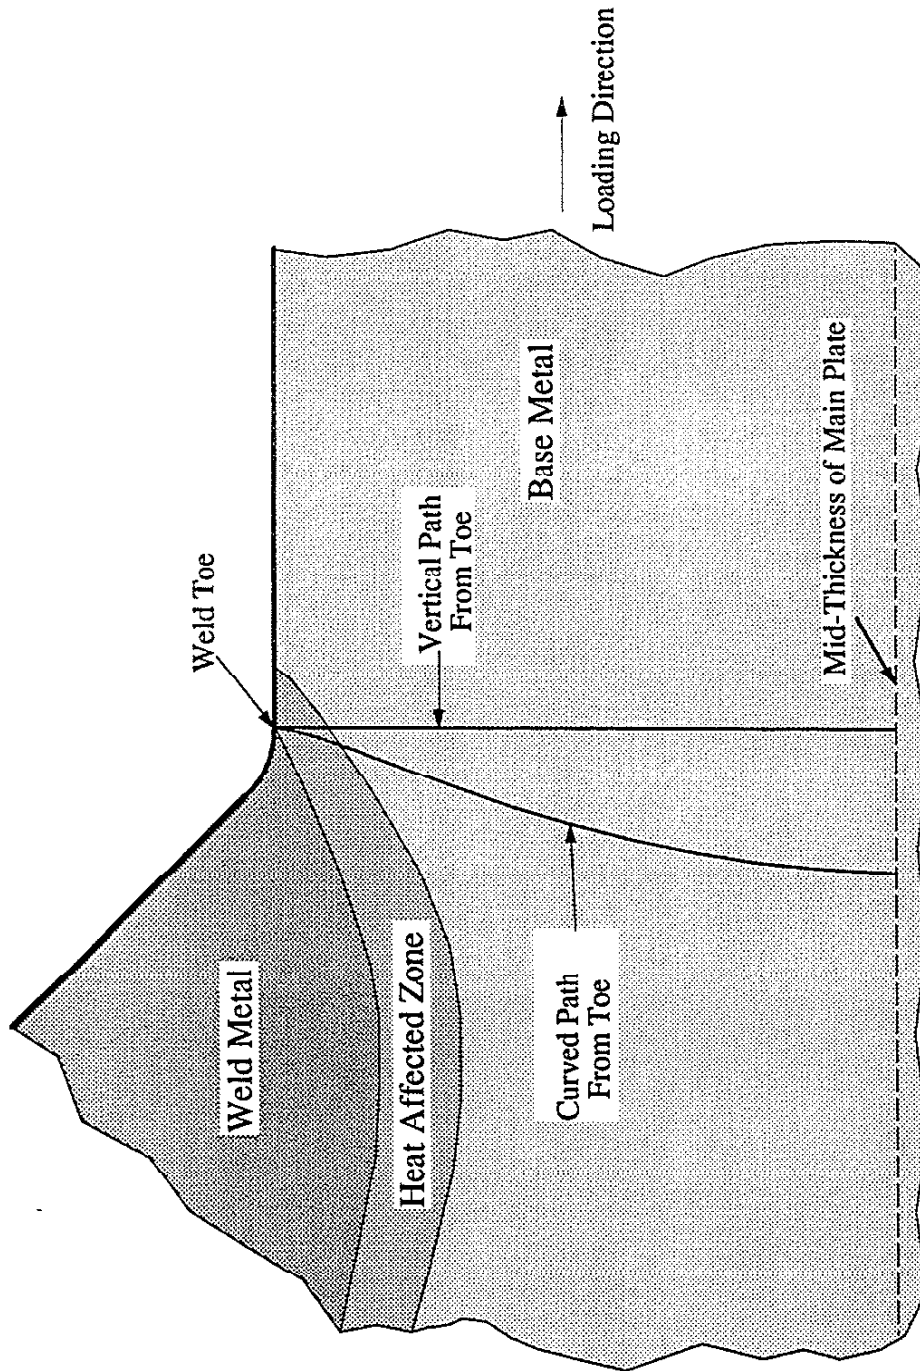 Weld Toe
Weld Metal
Heat Affected Zone
Vertical Path
From Toe
Base Metal
Loading Direction
Curved Path
From Toe
Mid-Thickness of Main Plate